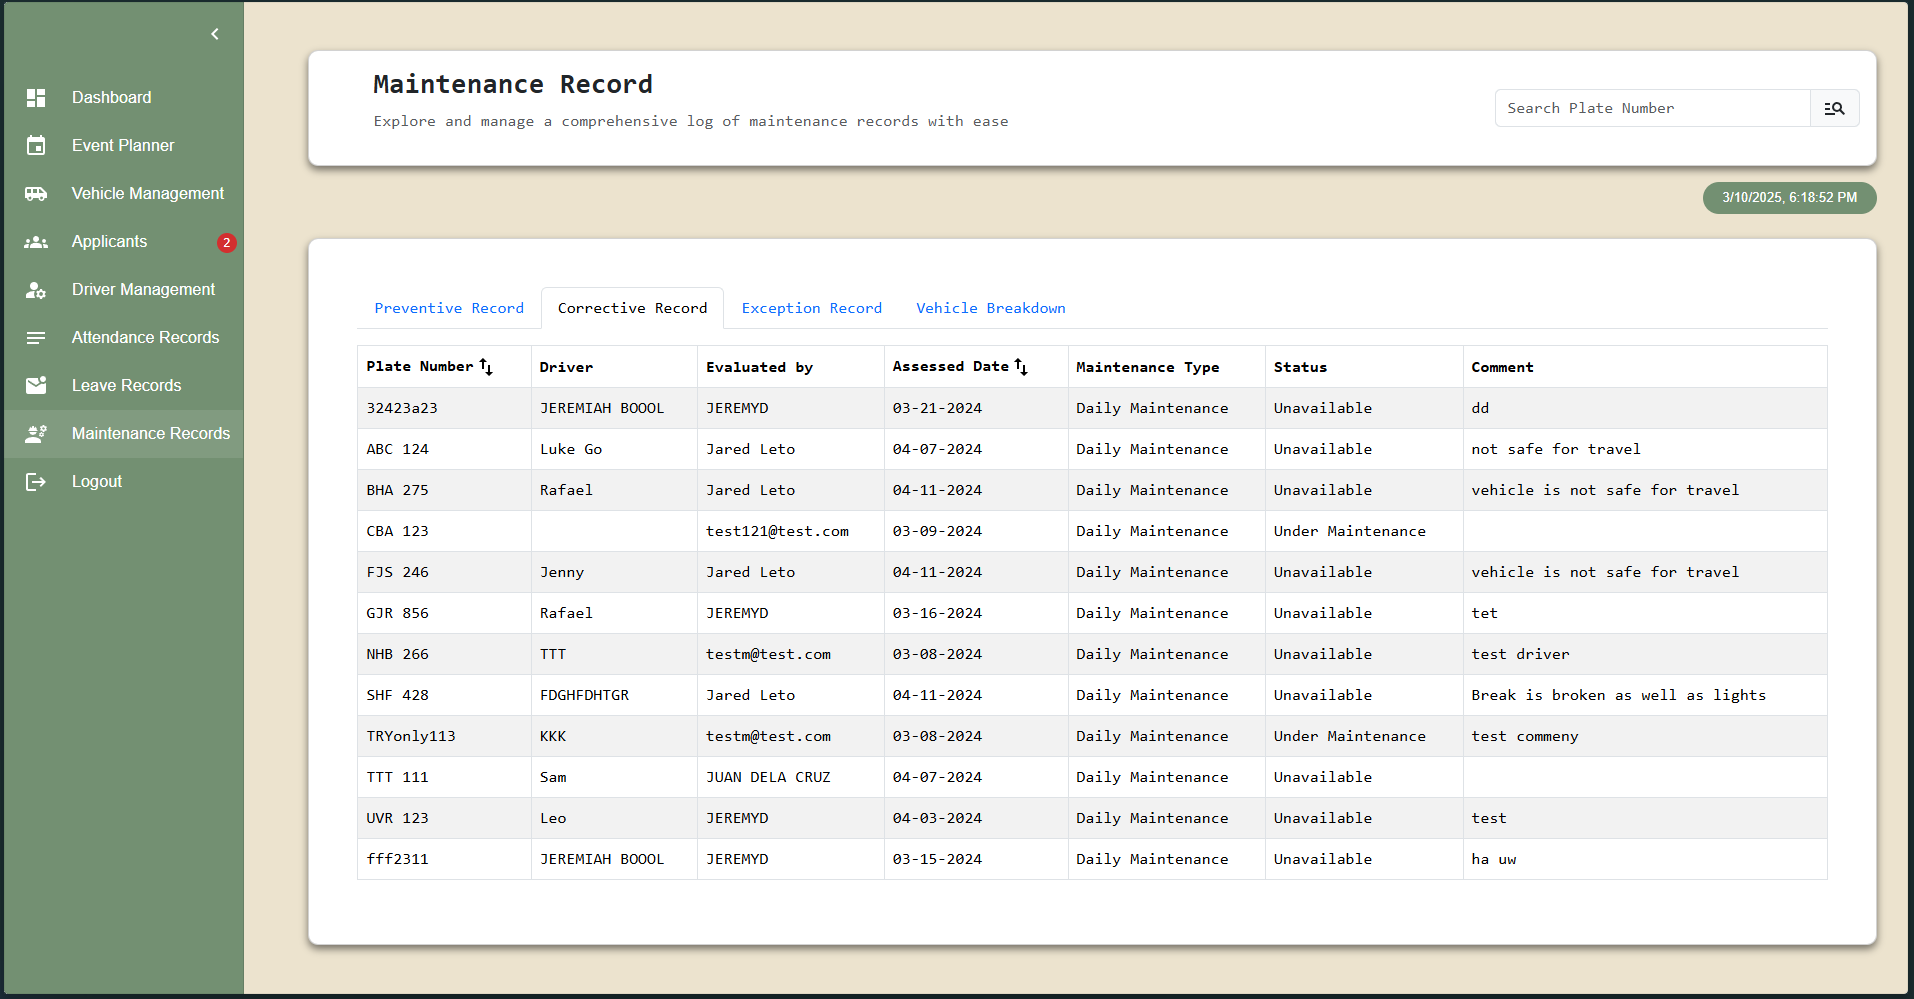 Dashboard
Event Planner
Vehicle Management
Applicants 2
Driver Management
Attendance Records
Leave Records
Maintenance Records
Logout
Maintenance Record
Explore and manage a comprehensive log of maintenance records with ease
Search Plate Number
3/10/2025, 6:18:52 PM
Preventive Record Corrective Record Exception Record Vehicle Breakdown
Plate Number Driver Evaluated by Assessed Date Maintenance Type Status Comment
32423a23 JEREMIAH BOOOL JEREMYD 03-21-2024 Daily Maintenance Unavailable dd
ABC 124 Luke Go Jared Leto 04-07-2024 Daily Maintenance Unavailable not safe for travel
BHA 275 Rafael Jared Leto 04-11-2024 Daily Maintenance Unavailable vehicle is not safe for travel
CBA 123 test121@test.com 03-09-2024 Daily Maintenance Under Maintenance
FJS 246 Jenny Jared Leto 04-11-2024 Daily Maintenance Unavailable vehicle is not safe for travel
GJR 856 Rafael JEREMYD 03-16-2024 Daily Maintenance Unavailable tet
NHB 266 TTT testm@test.com 03-08-2024 Daily Maintenance Unavailable test driver
SHF 428 FDGHFDHTGR Jared Leto 04-11-2024 Daily Maintenance Unavailable Break is broken as well as lights
TRYonly113 KKK testm@test.com 03-08-2024 Daily Maintenance Under Maintenance test commeny
TTT 111 Sam JUAN DELA CRUZ 04-07-2024 Daily Maintenance Unavailable
UVR 123 Leo JEREMYD 04-03-2024 Daily Maintenance Unavailable test
fff2311 JEREMIAH BOOOL JEREMYD 03-15-2024 Daily Maintenance Unavailable ha uw